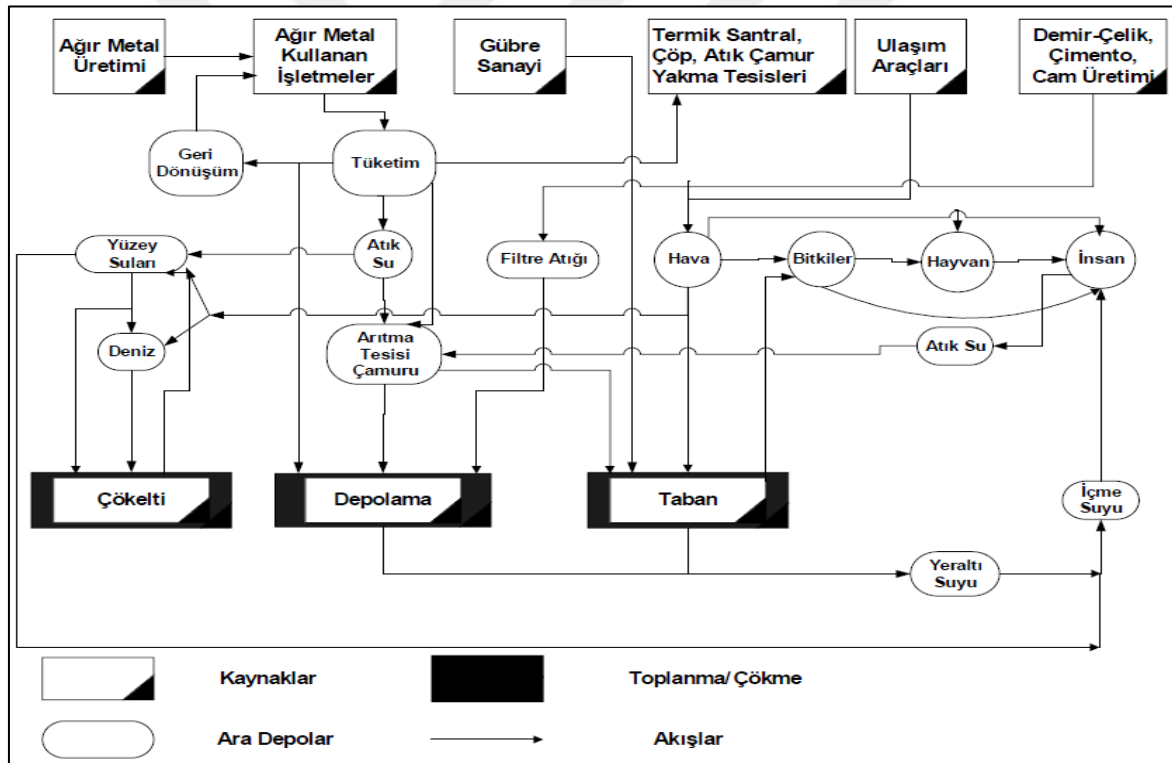 Ağır Metal
Üretimi
Ağır Metal
Kullanan
İşletmeler
Gübre
Sanayi
Termik Santral,
Çöp, Atık Çamur
Yakma Tesisleri
Ulaşım
Araçları
Demir-Çelik,
Çimento,
Cam Üretimi
Geri
Dönüşüm
Tüketim
Yüzey
Suları
Atık
Su
Filtre Atığı
Hava
Bitkiler
Hayvan
İnsan
Deniz
Arıtma
Tesisi
Çamuru
Atık Su
Çökelti
Depolama
Taban
İçme
Suyu
Yeraltı
Suyu
Kaynaklar
Toplanma/Çökme
Ara Depolar
Akışlar